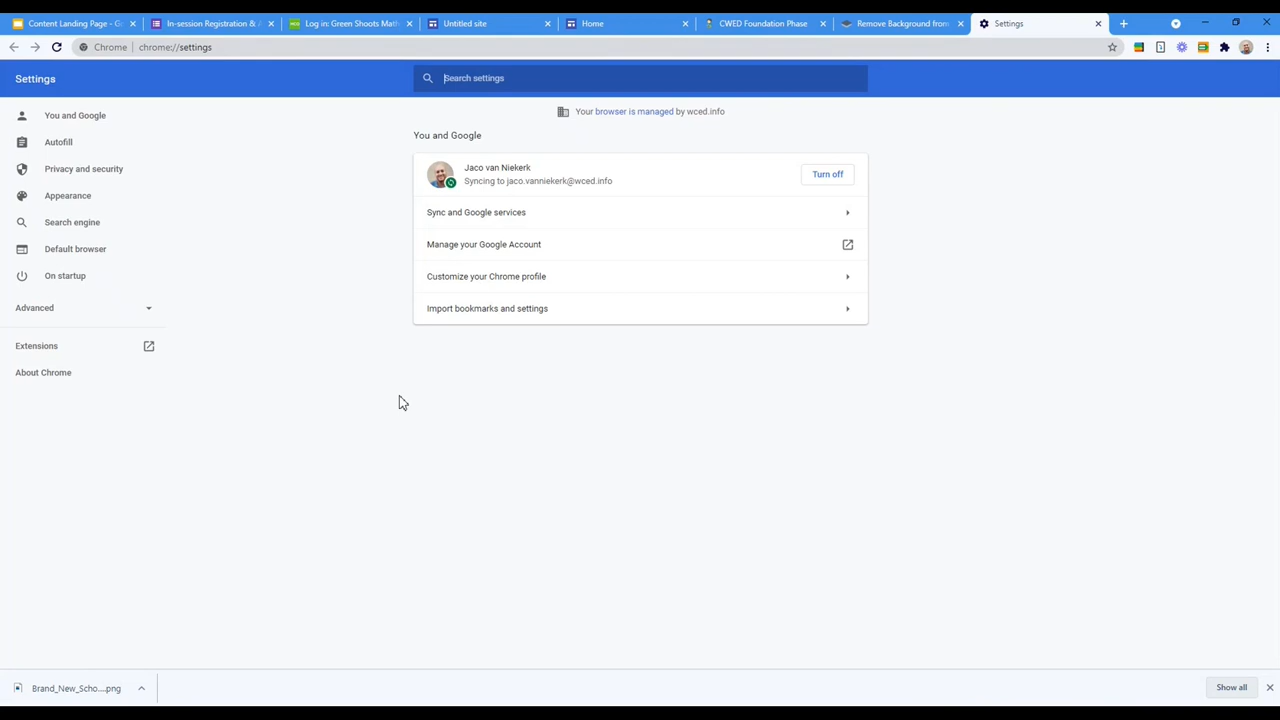 Content Landing Page - G
In-session Registration & A
Log in: Green Shoots Math
Untitled site
Home
CWED Foundation Phase
Remove Background from
Settings
Chrome
chrome://settings
Settings
Search settings
Your browser is managed by wced.info
You and Google
Autofill
Privacy and security
Appearance
Search engine
Default browser
On startup
Advanced
Extensions
About Chrome
You and Google
Jaco van Niekerk
Syncing to jaco.vanniekerk@wced.info
Turn off
Sync and Google services
Manage your Google Account
Customize your Chrome profile
Import bookmarks and settings
Brand_New_Scho....png
Show all